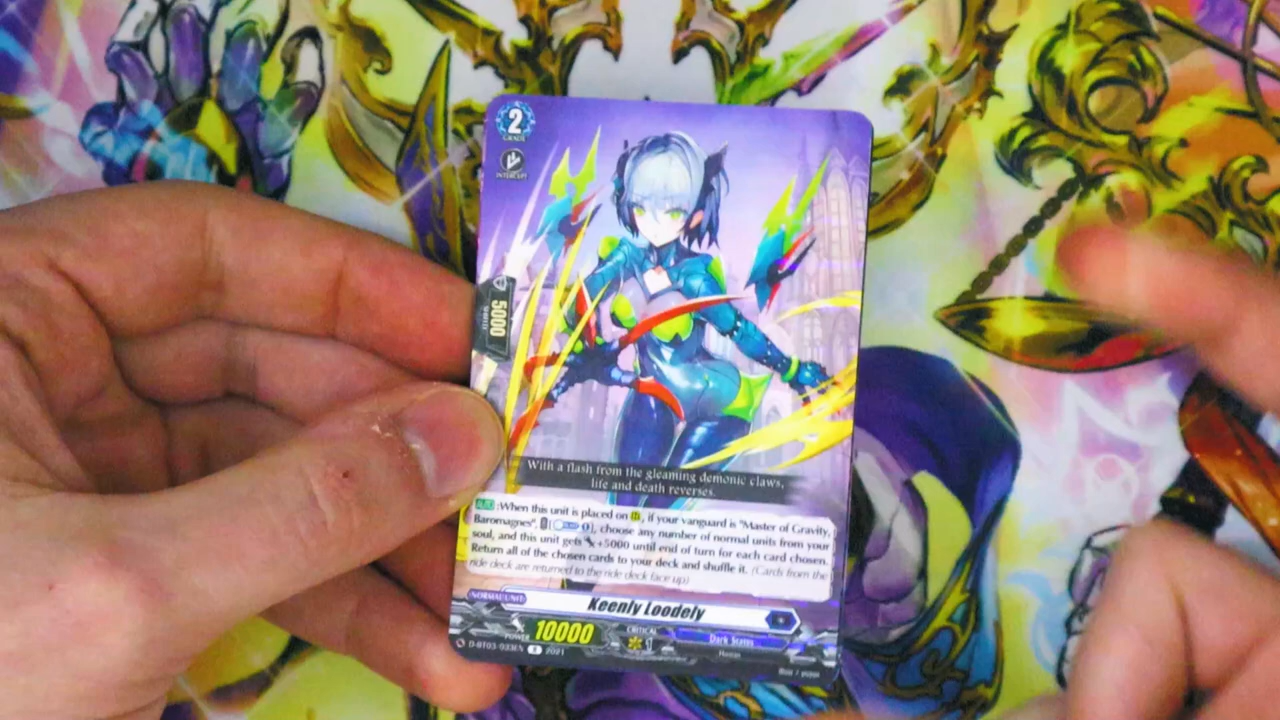 2
GRADE
INTERCEPT
5000
SHIELD
With a flash from the gleaming demonic claws,
life and death reverses.
AUTO :When this unit is placed on , if your vanguard is "Master of Gravity,
Baromagnes", [ 1], choose any number of normal units from your
soul, and this unit gets +5000 until end of turn for each card chosen.
Return all of the chosen cards to your deck and shuffle it. (Cards from the
ride deck are returned to the ride deck face up)
NORMAL UNIT
Keenly Loodely
POWER 10000 CRITICAL 1 Dark States
Human
D-BT03/033EN R 2021